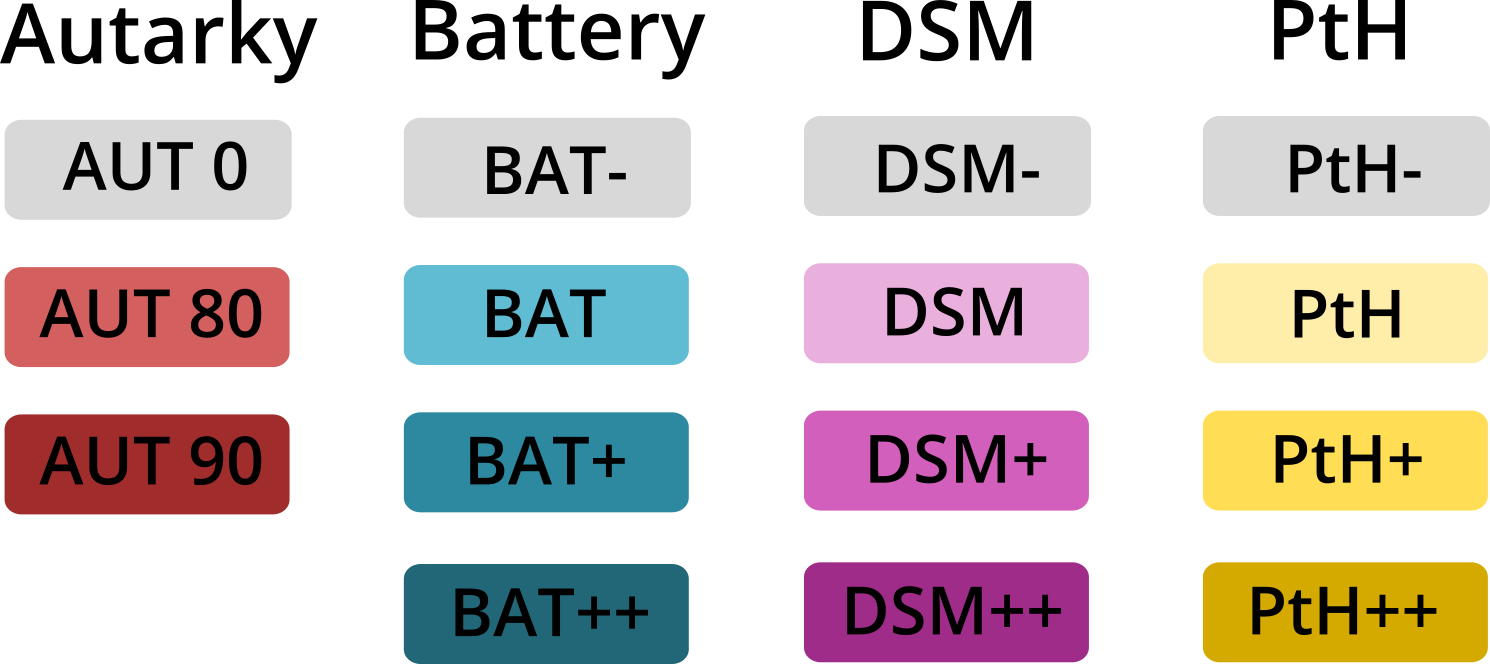 Autarky Battery DSM PtH
AUT 0 BAT- DSM- PtH-
AUT 80 BAT DSM PtH
AUT 90 BAT+ DSM+ PtH+
BAT++ DSM++ PtH++